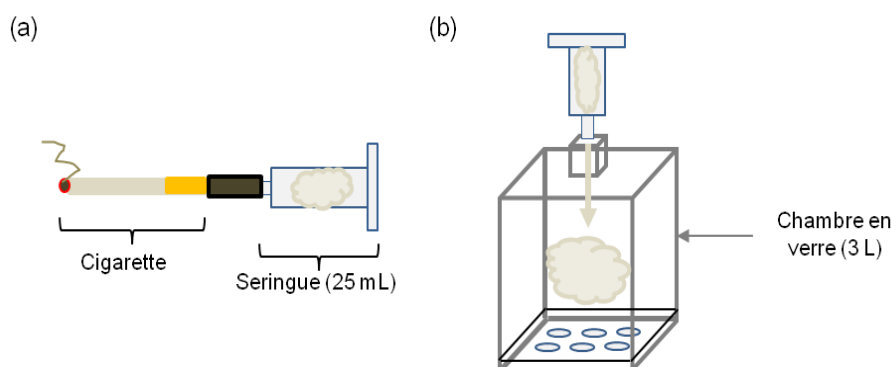 (a)
(b)
Cigarette
Seringue (25 mL)
Chambre en
verre (3 L)